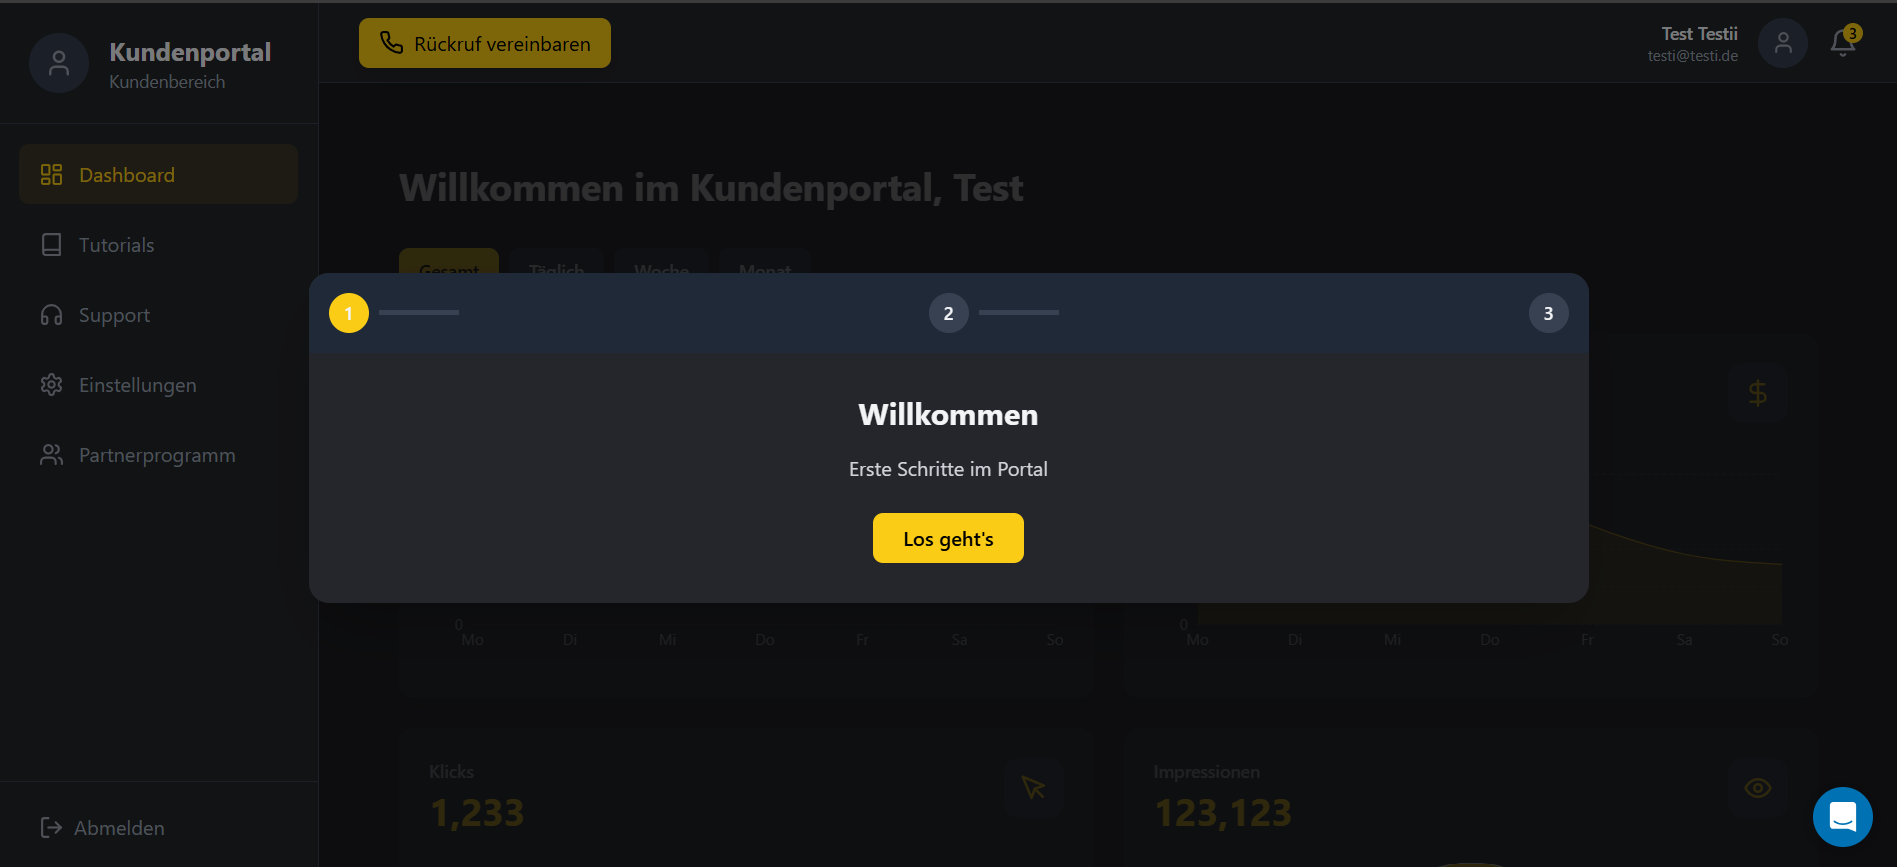 Kundenportal
Kundenbereich
Dashboard
Tutorials
Support
Einstellungen
Partnerprogramm
Abmelden
Rückruf vereinbaren
Test Testii
testi@testi.de
3
Willkommen im Kundenportal, Test
Gesamt Täglich Woche Monat
1 2 3
Willkommen
Erste Schritte im Portal
Los geht's
$
0
Mo Di Mi Do Fr Sa So
0
Mo Di Mi Do Fr Sa So
Klicks
1,233
Impressionen
123,123